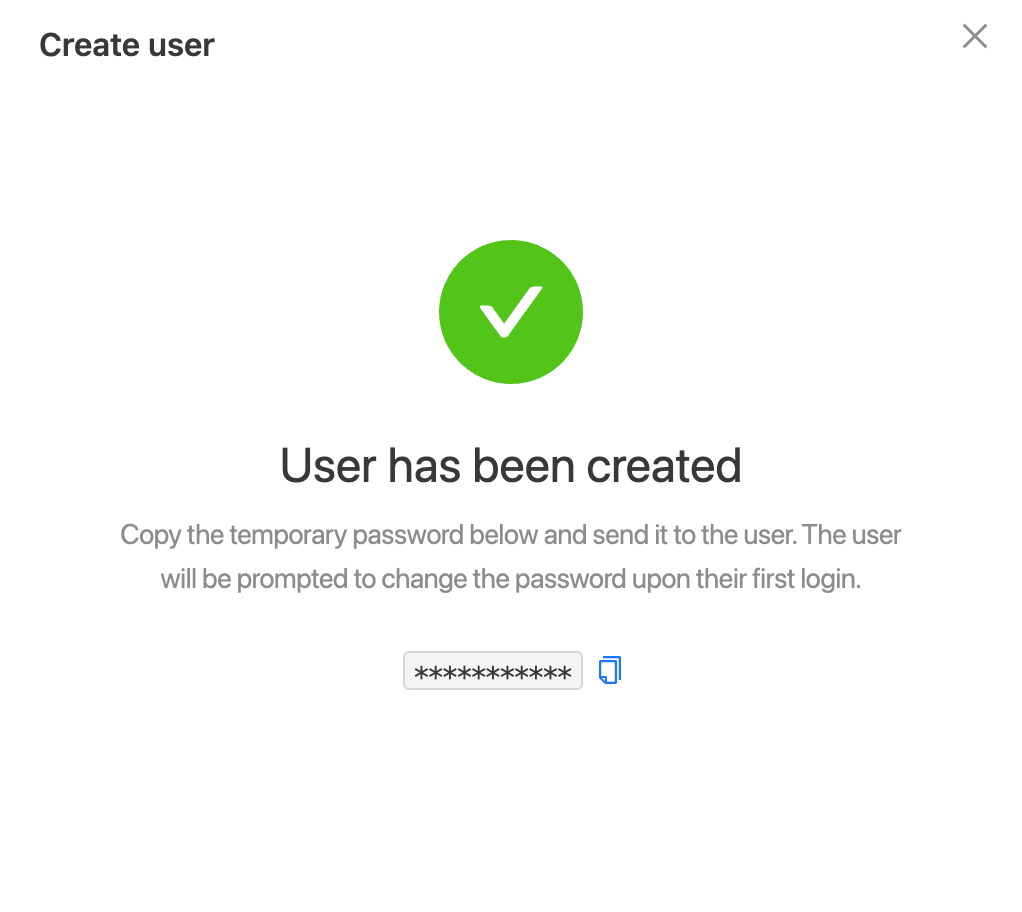 Create user
User has been created
Copy the temporary password below and send it to the user. The user
will be prompted to change the password upon their first login.
***********